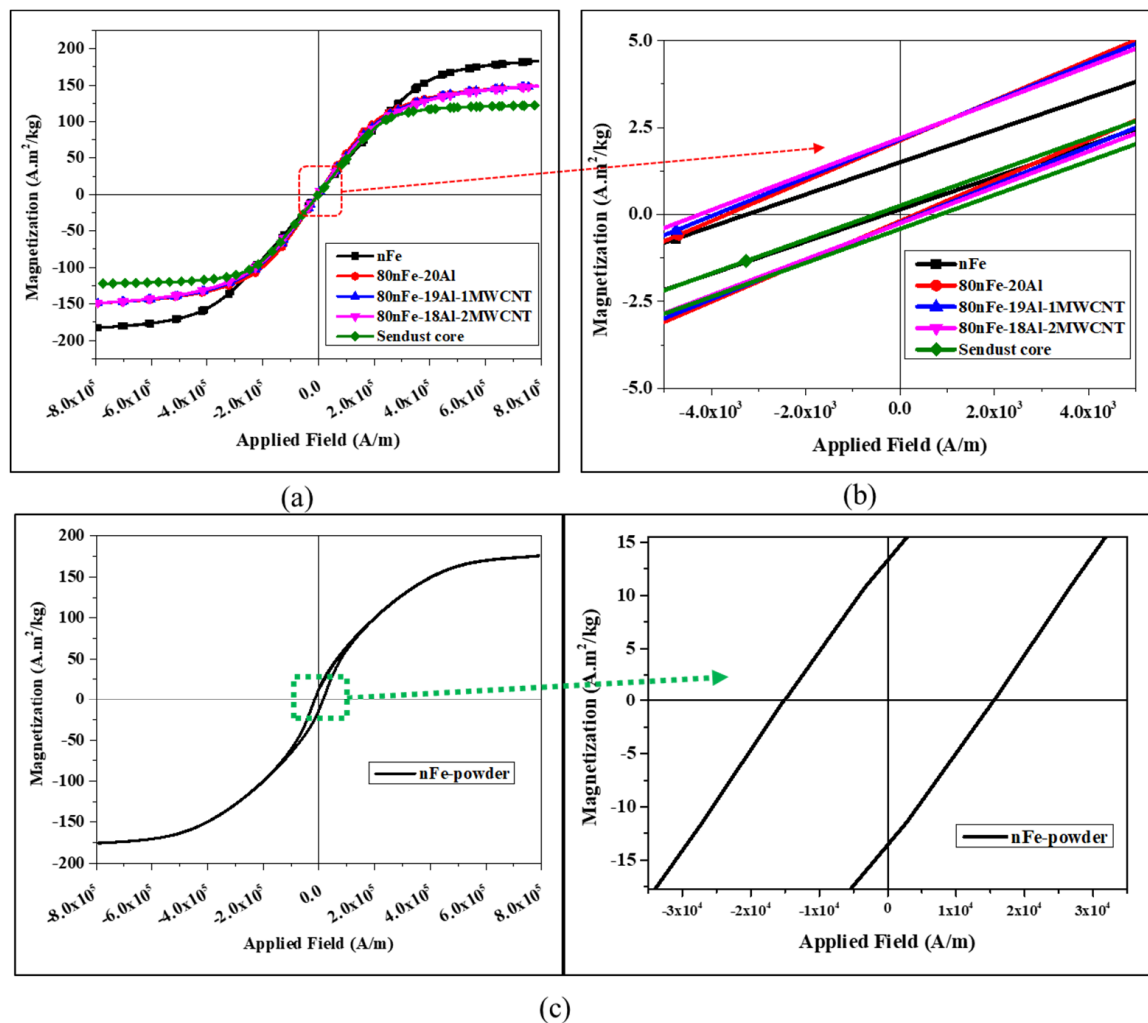 200
150
100
50
0
-50
-100
-150
-200
Magnetization (A.m²/kg)
nFe
80nFe-20Al
80nFe-19Al-1MWCNT
80nFe-18Al-2MWCNT
Sendust core
-8.0x10⁵ -6.0x10⁵ -4.0x10⁵ -2.0x10⁵ 0.0 2.0x10⁵ 4.0x10⁵ 6.0x10⁵ 8.0x10⁵
Applied Field (A/m)
(a)
5.0
2.5
0.0
-2.5
-5.0
Magnetization (A.m²/kg)
nFe
80nFe-20Al
80nFe-19Al-1MWCNT
80nFe-18Al-2MWCNT
Sendust core
-4.0x10³ -2.0x10³ 0.0 2.0x10³ 4.0x10³
Applied Field (A/m)
(b)
200
150
100
50
0
-50
-100
-150
-200
Magnetization (A.m²/kg)
nFe-powder
-8.0x10⁵ -6.0x10⁵ -4.0x10⁵ -2.0x10⁵ 0.0 2.0x10⁵ 4.0x10⁵ 6.0x10⁵ 8.0x10⁵
Applied Field (A/m)
15
10
5
0
-5
-10
-15
Magnetization (A.m²/kg)
nFe-powder
-3x10⁴ -2x10⁴ -1x10⁴ 0 1x10⁴ 2x10⁴ 3x10⁴
Applied Field (A/m)
(c)